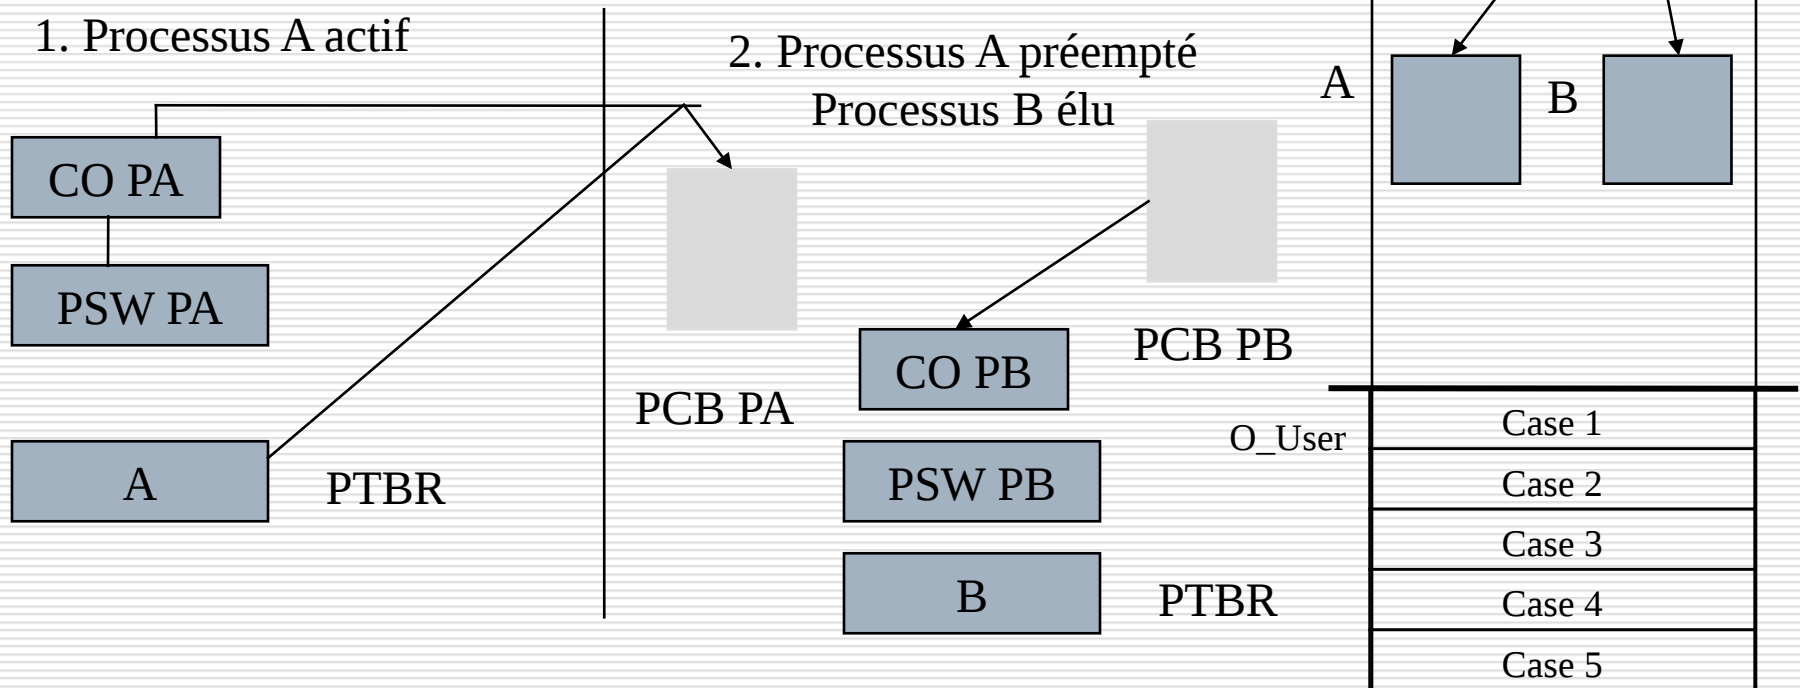 1. Processus A actif
CO PA
PSW PA
A
PTBR
2. Processus A préempté
Processus B élu
PCB PA
PCB PB
CO PB
PSW PB
B
PTBR
A
B
O_User
Case 1
Case 2
Case 3
Case 4
Case 5